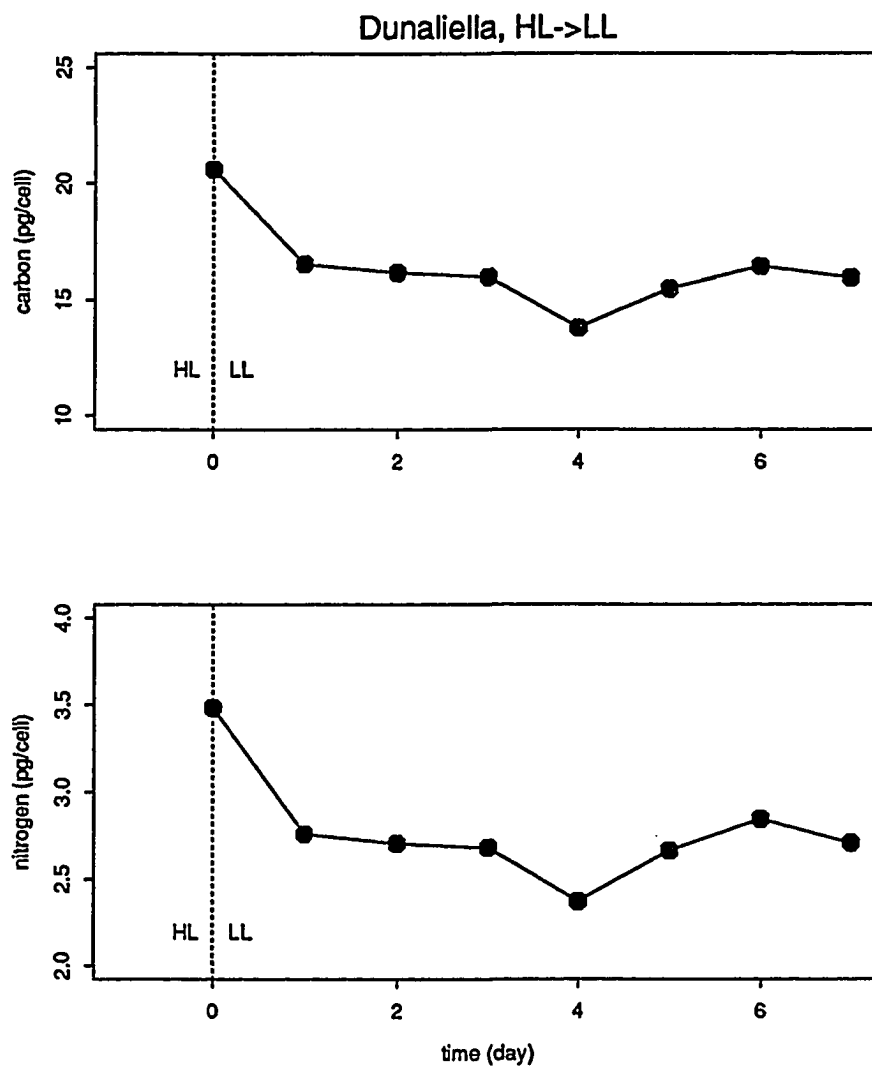 Dunaliella, HL->LL
25
20
15
10
carbon (pg/cell)
HL LL
0 2 4 6
4.0
3.5
3.0
2.5
2.0
nitrogen (pg/cell)
HL LL
0 2 4 6
time (day)